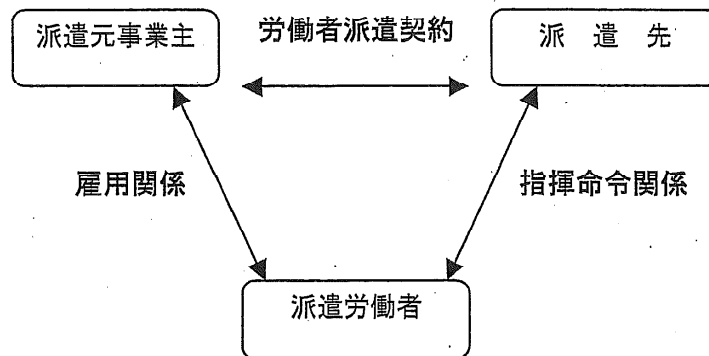 派遣元事業主
労働者派遣契約
派 遣 先
雇用関係
指揮命令関係
派遣労働者